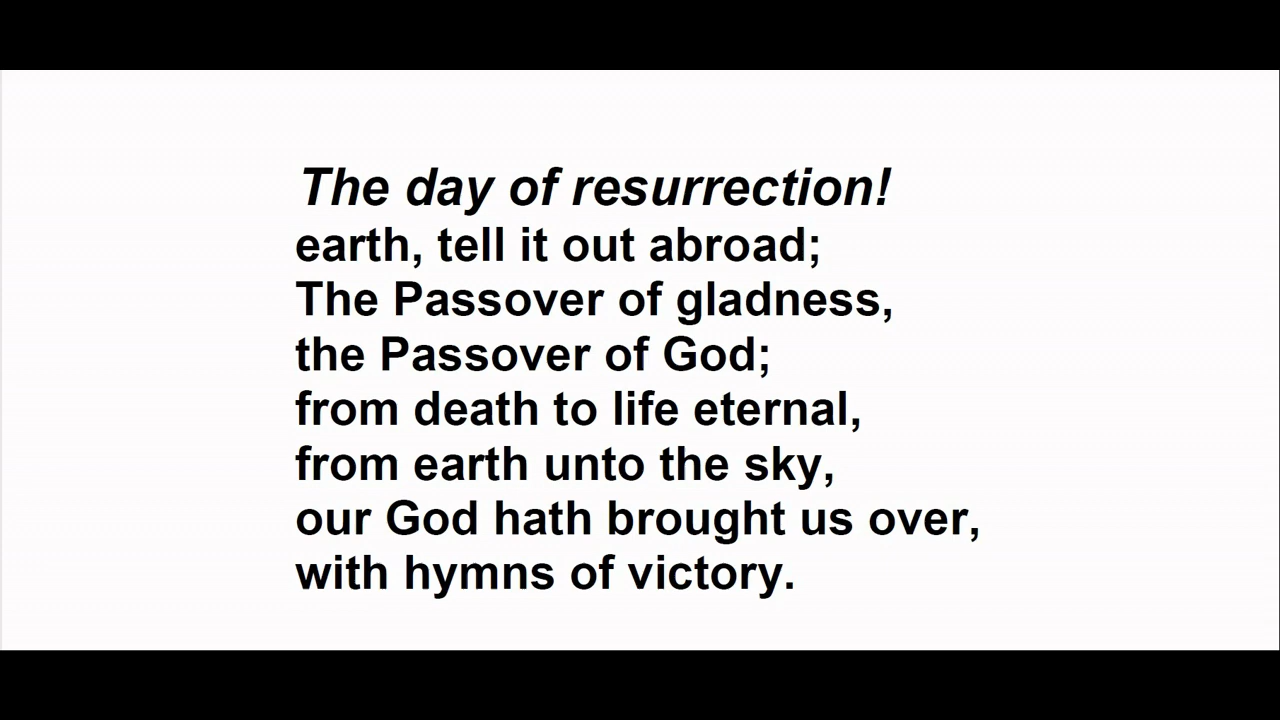 The day of resurrection!
earth, tell it out abroad;
The Passover of gladness,
the Passover of God;
from death to life eternal,
from earth unto the sky,
our God hath brought us over,
with hymns of victory.